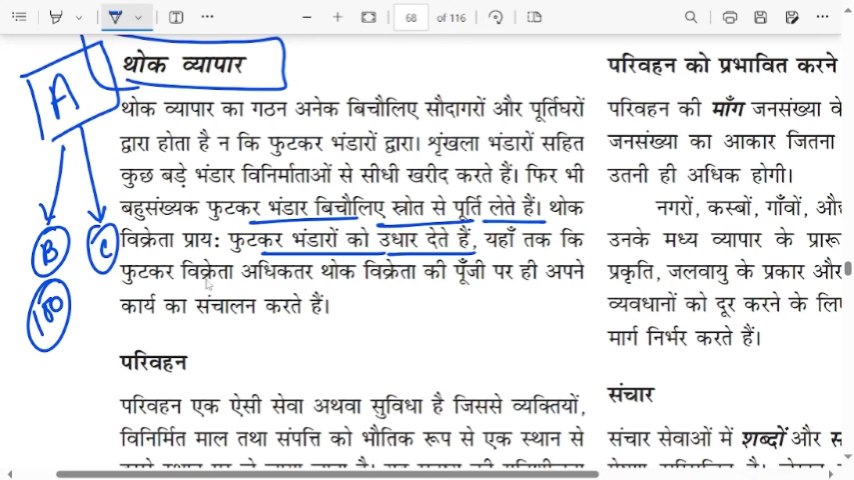 68 of 116
A
B
C
180
थोक व्यापार
थोक व्यापार का गठन अनेक बिचौलिए सौदागरों और पूर्तिघरों
द्वारा होता है न कि फुटकर भंडारों द्वारा। शृंखला भंडारों सहित
कुछ बड़े भंडार विनिर्माताओं से सीधी खरीद करते हैं। फिर भी
बहुसंख्यक फुटकर भंडार बिचौलिए स्रोत से पूर्ति लेते हैं। थोक
विक्रेता प्राय: फुटकर भंडारों को उधार देते हैं, यहाँ तक कि
फुटकर विक्रेता अधिकतर थोक विक्रेता की पूँजी पर ही अपने
कार्य का संचालन करते हैं।
परिवहन
परिवहन एक ऐसी सेवा अथवा सुविधा है जिससे व्यक्तियों,
विनिर्मित माल तथा संपत्ति को भौतिक रूप से एक स्थान से
परिवहन को प्रभावित करने
परिवहन की माँग जनसंख्या के
जनसंख्या का आकार जितना
उतनी ही अधिक होगी।
नगरों, कस्बों, गाँवों, औ
उनके मध्य व्यापार के प्रारू
प्रकृति, जलवायु के प्रकार और
व्यवधानों को दूर करने के लि
मार्ग निर्भर करते हैं।
संचार
संचार सेवाओं में शब्दों और